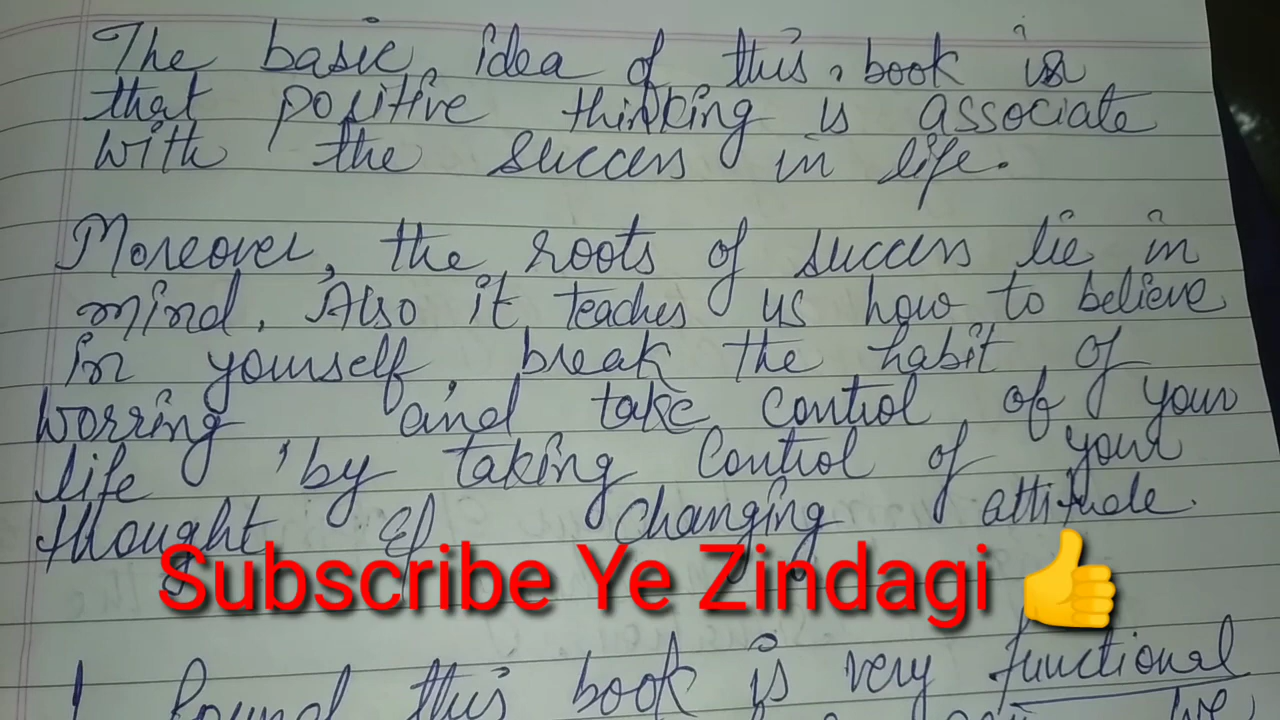 The basic idea of this, book is
that positive thinking is associate
with the success in life.
Moreover, the roots of success lie in
mind. Also it teaches us how to believe
in yourself, break the habit of
worring and take control of your
life, by taking control of your
thought & changing attitude.
Subscribe Ye Zindagi 👍
I found this book is very functional
we